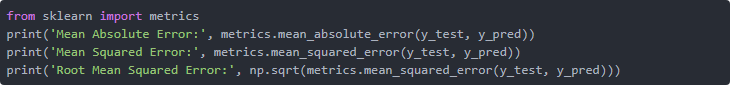 from sklearn import metrics
print('Mean Absolute Error:', metrics.mean_absolute_error(y_test, y_pred))
print('Mean Squared Error:', metrics.mean_squared_error(y_test, y_pred))
print('Root Mean Squared Error:', np.sqrt(metrics.mean_squared_error(y_test, y_pred)))